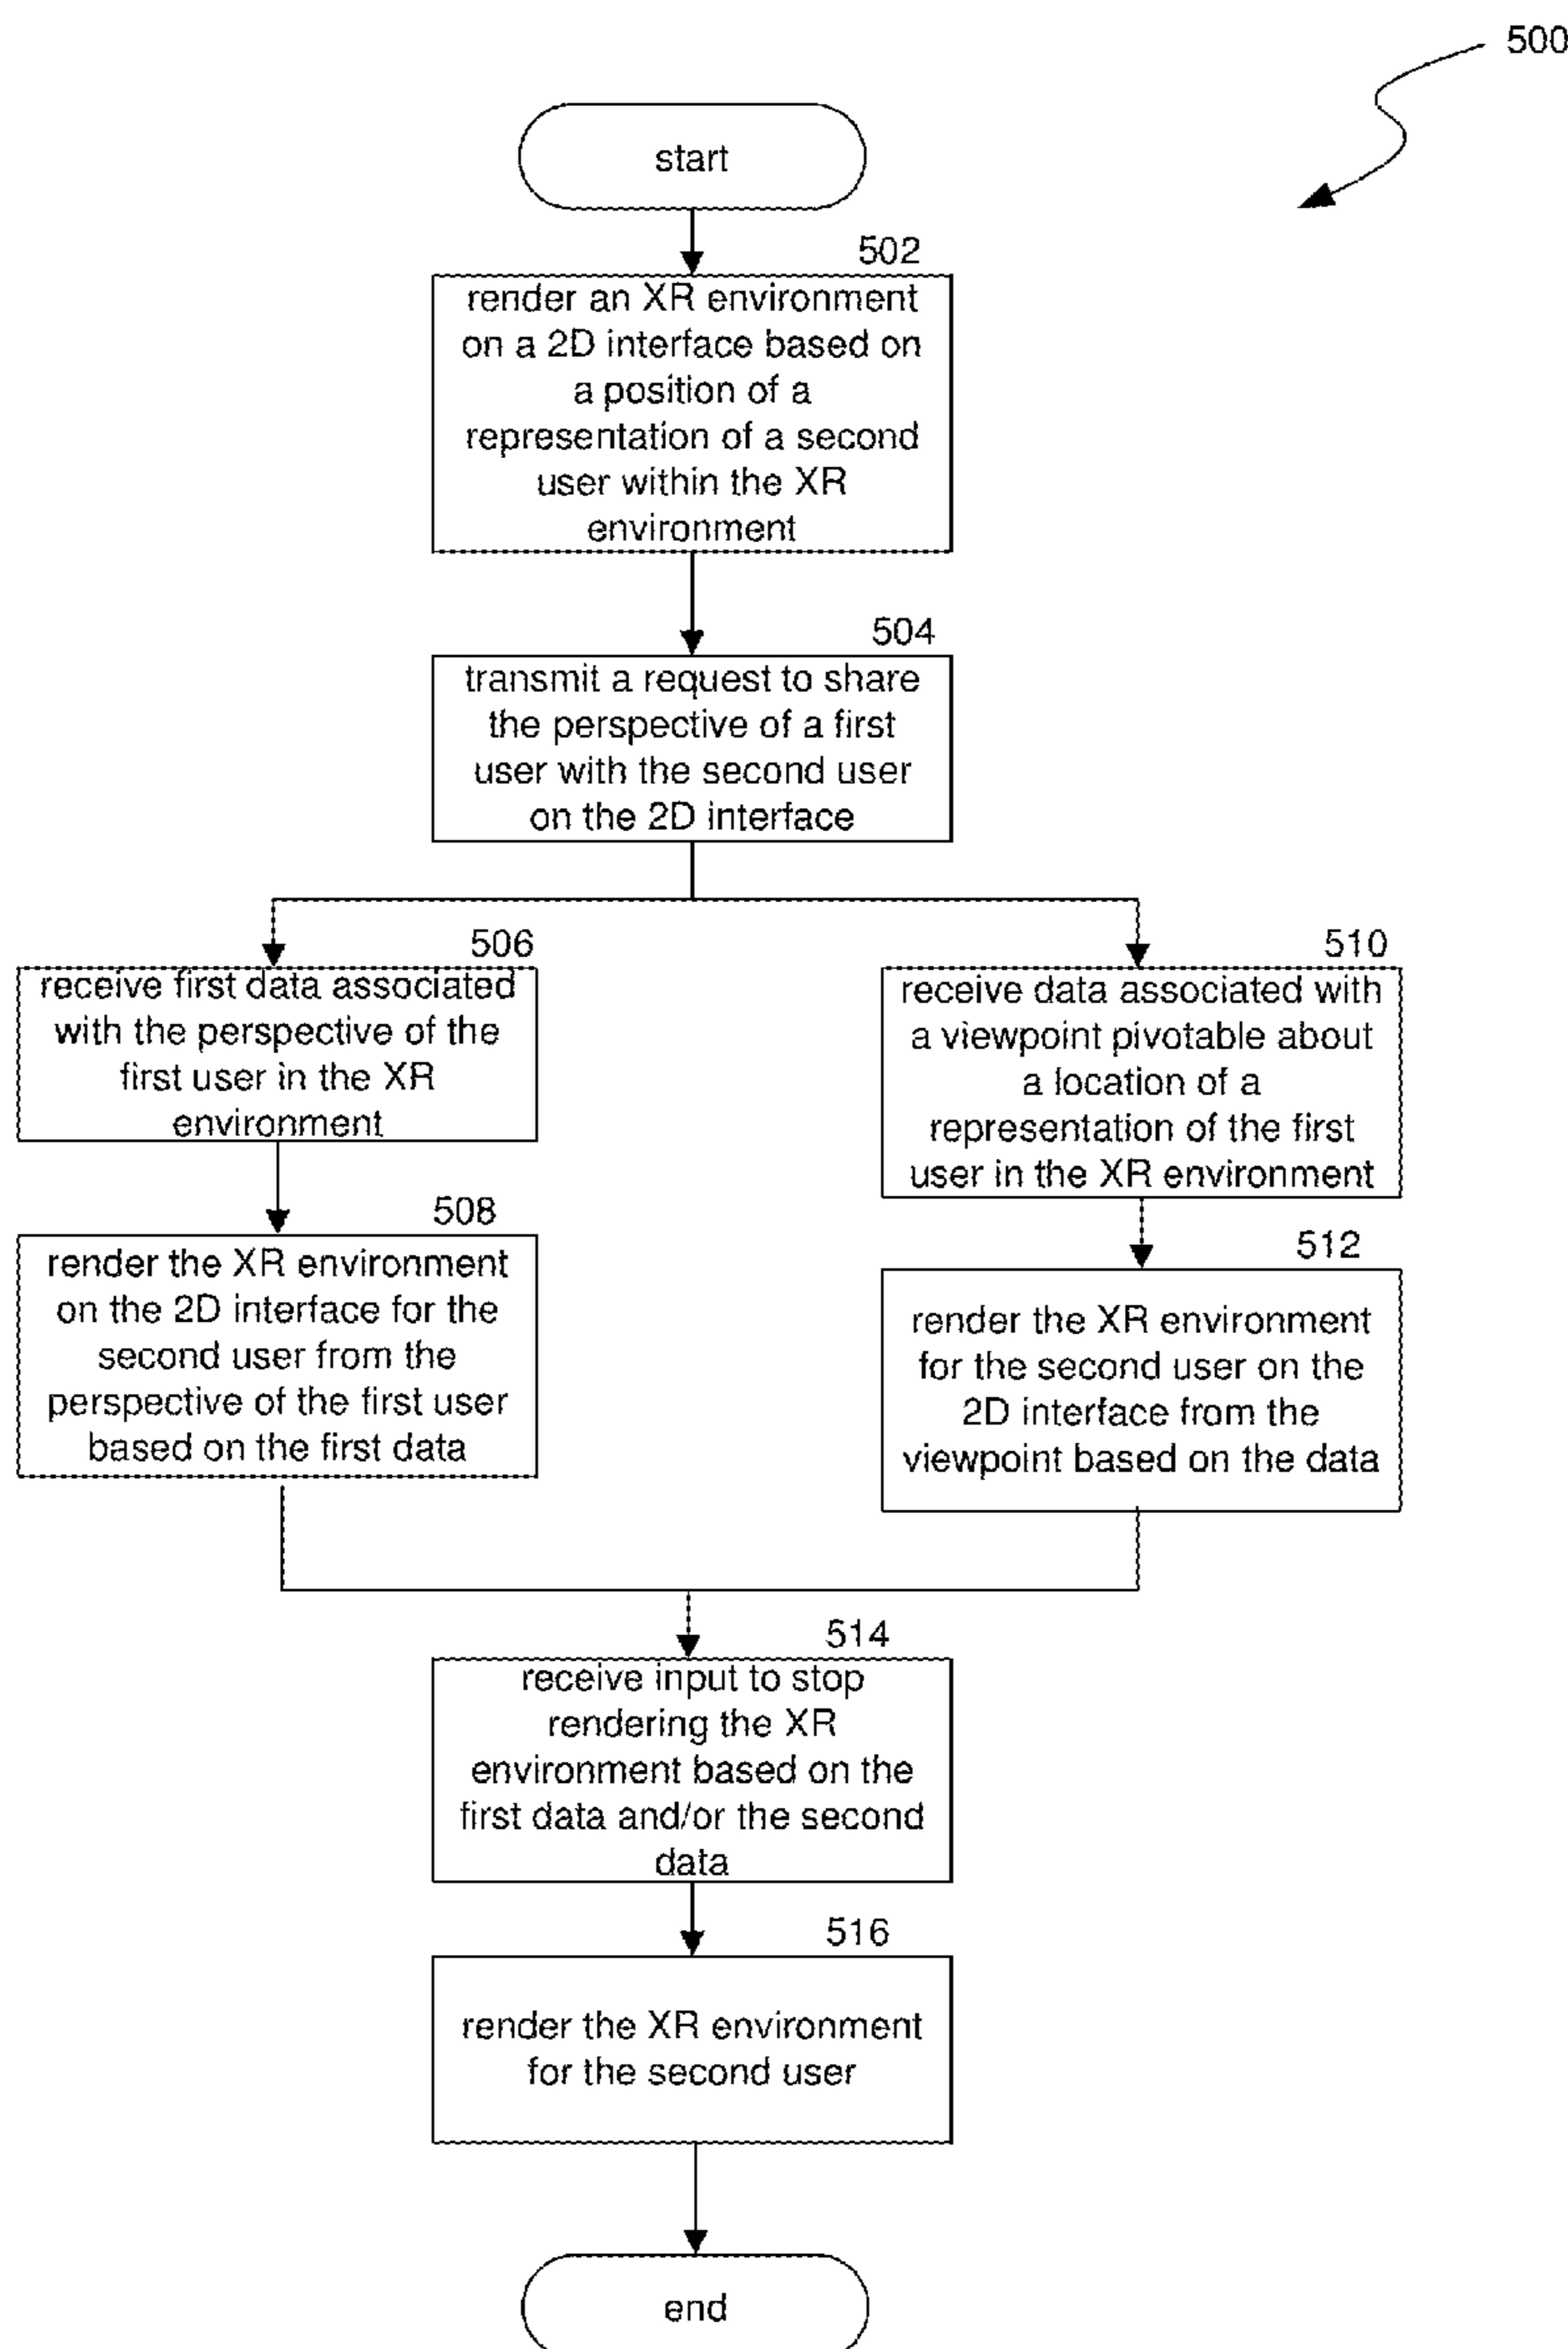 500
start
502
render an XR environment
on a 2D interface based on
a position of a
representation of a second
user within the XR
environment
504
transmit a request to share
the perspective of a first
user with the second user
on the 2D interface
506
receive first data associated
with the perspective of the
first user in the XR
environment
508
render the XR environment
on the 2D interface for the
second user from the
perspective of the first user
based on the first data
510
receive data associated with
a viewpoint pivotable about
a location of a
representation of the first
user in the XR environment
512
render the XR environment
for the second user on the
2D interface from the
viewpoint based on the data
514
receive input to stop
rendering the XR
environment based on the
first data and/or the second
data
516
render the XR environment
for the second user
end